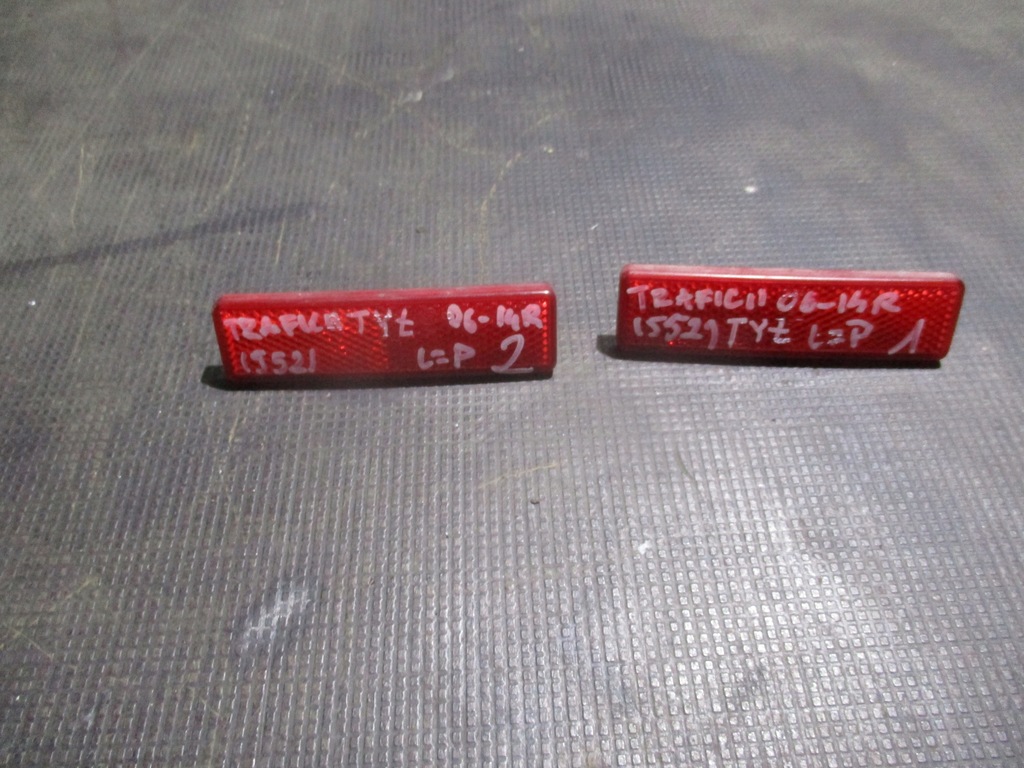 TRAFIC II TYŁ 06-14R
15521 L=P 2
TRAFIC II 06-14R
15521 TYŁ L=P 1